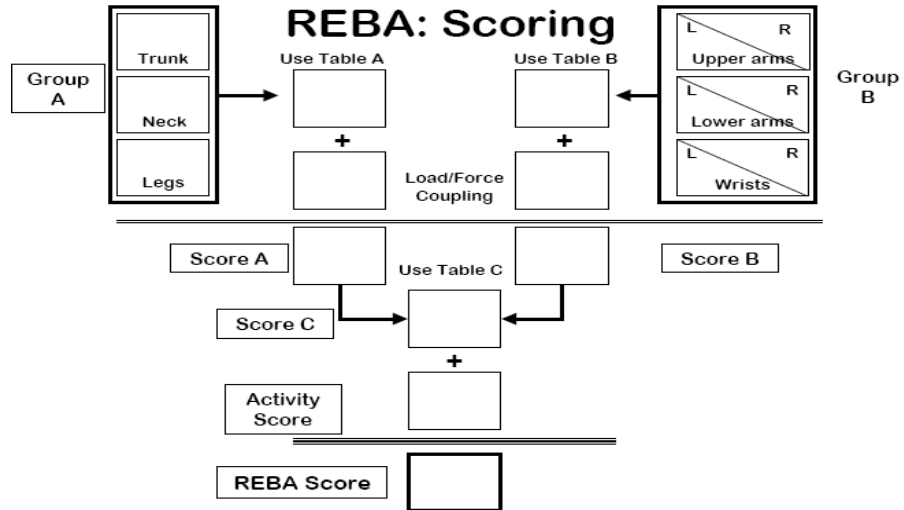 REBA: Scoring
Group
A
Trunk
Neck
Legs
Use Table A
+
Use Table B
+
Load/Force
Coupling
L R
Upper arms
L R
Lower arms
L R
Wrists
Group
B
Score A
Use Table C
Score B
Score C
+
Activity
Score
REBA Score